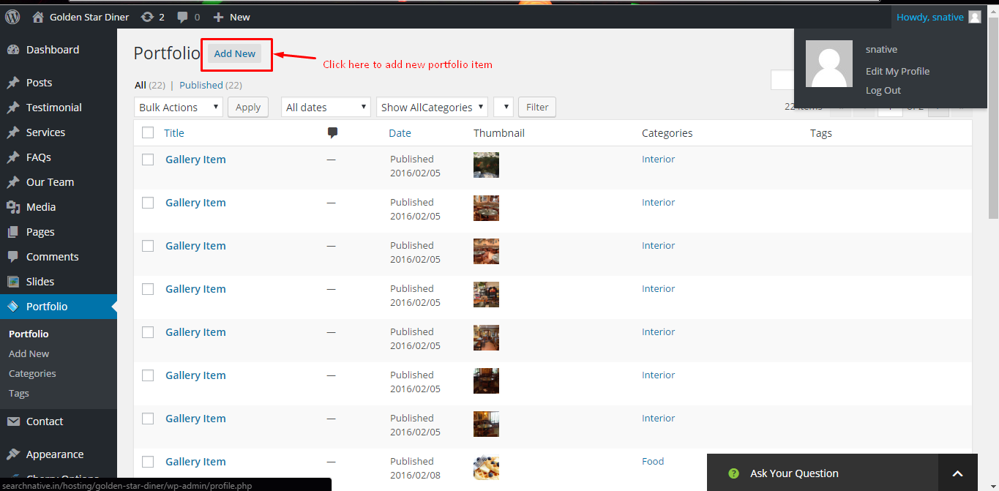 Golden Star Diner 2 0 New Howdy, snative
snative
Edit My Profile
Log Out
Dashboard
Posts
Testimonial
Services
FAQs
Our Team
Media
Pages
Comments
Slides
Portfolio
Portfolio
Add New
Categories
Tags
Contact
Appearance
Portfolio Add New
Click here to add new portfolio item
All (22) | Published (22)
Bulk Actions Apply All dates Show AllCategories Filter
22
Title Date Thumbnail Categories Tags
Gallery Item — Published Interior
2016/02/05
Gallery Item — Published Interior
2016/02/05
Gallery Item — Published Interior
2016/02/05
Gallery Item — Published Interior
2016/02/05
Gallery Item — Published Interior
2016/02/05
Gallery Item — Published Interior
2016/02/05
Gallery Item — Published Interior
2016/02/05
Gallery Item — Published Food
2016/02/08
? Ask Your Question
searchnative.in/hosting/golden-star-diner/wp-admin/profile.php